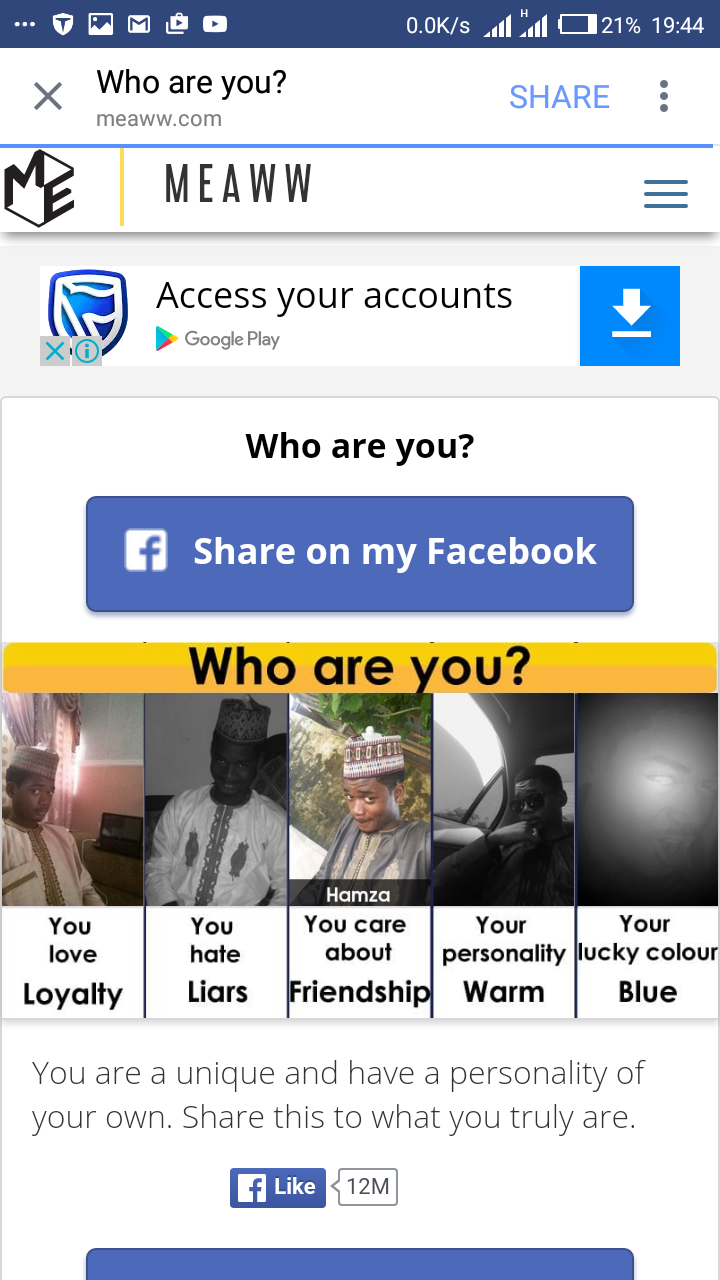 0.0K/s H 21% 19:44
Who are you?
meaww.com
SHARE
ME
MEAWW
Access your accounts
Google Play
Who are you?
Share on my Facebook
Who are you?
Hamza
You love Loyalty
You hate Liars
You care about Friendship
Your personality Warm
Your lucky colour Blue
You are a unique and have a personality of
your own. Share this to what you truly are.
Like 12M